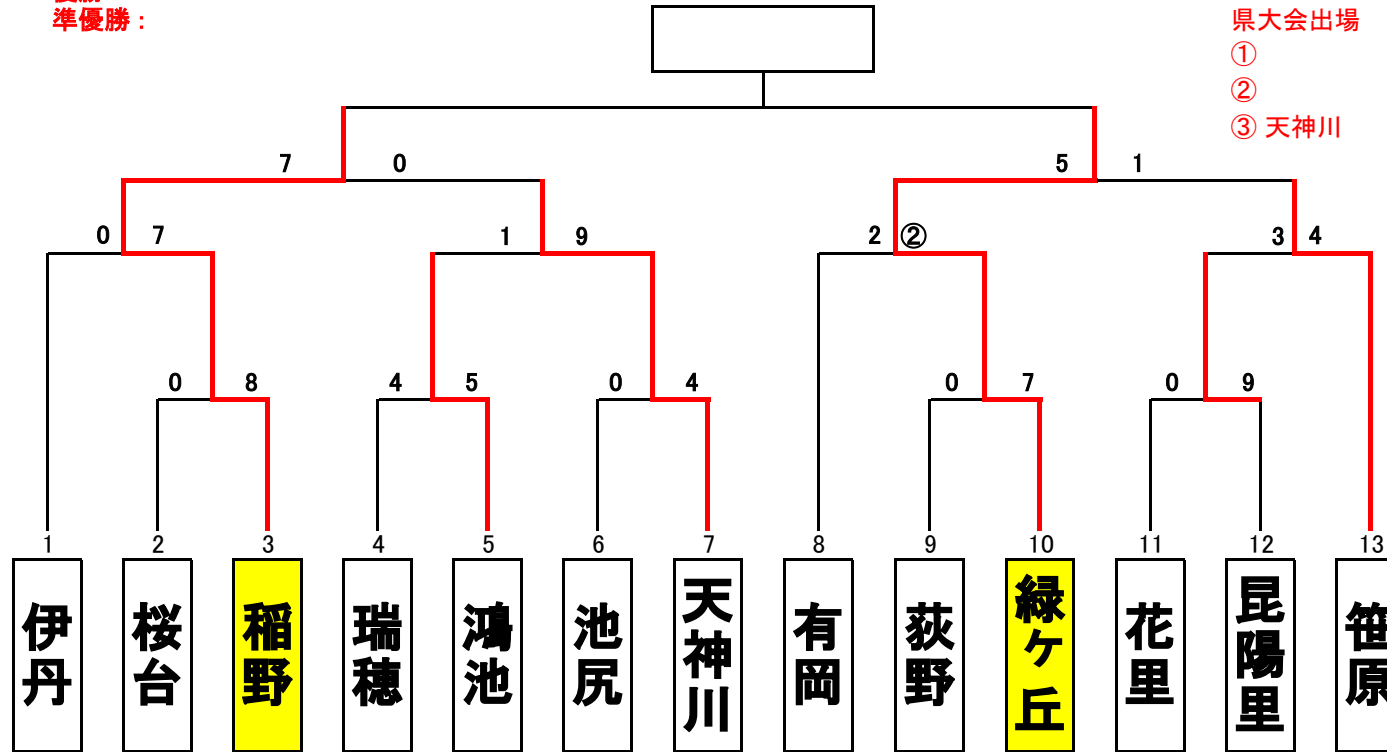 準優勝：
県大会出場
①
②
③ 天神川
7 0 5 1
0 7 1 9 2 ② 3 4
0 8 4 5 0 4 0 7 0 9
1 2 3 4 5 6 7 8 9 10 11 12 13
伊丹
桜台
稲野
瑞穂
鴻池
池尻
天神川
有岡
荻野
緑ヶ丘
花里
昆陽里
笹原